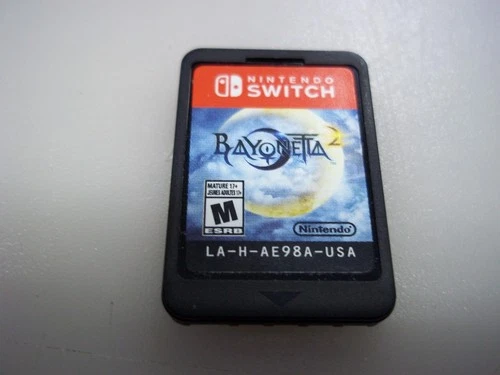 NINTENDO
SWITCH
BAYONETTA 2
MATURE 17+
JEUNES ADULTES 17+
M
ESRB
Nintendo
LA-H-AE98A-USA